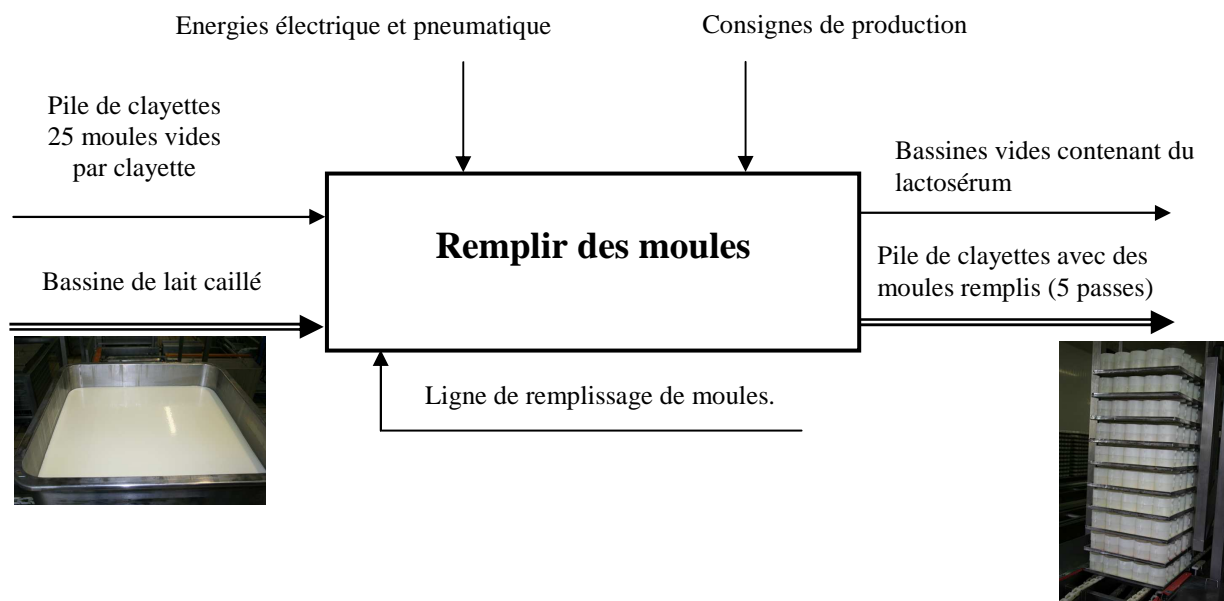 Energies électrique et pneumatique
Consignes de production
Pile de clayettes
25 moules vides
par clayette
Bassine de lait caillé
Remplir des moules
Bassines vides contenant du
lactosérum
Pile de clayettes avec des
moules remplis (5 passes)
Ligne de remplissage de moules.